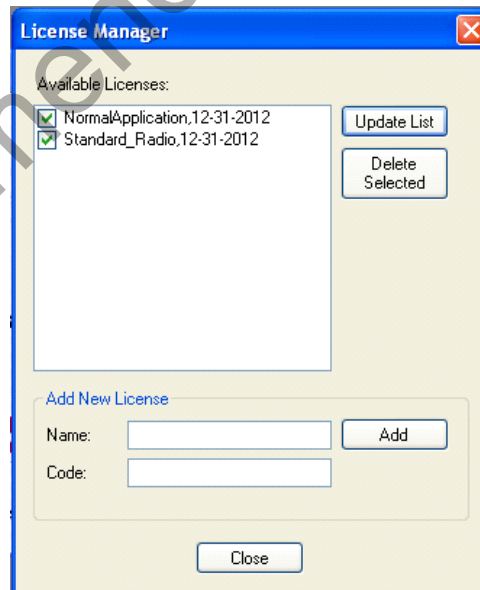 License Manager
Available Licenses:
NormalApplication,12-31-2012
Standard_Radio,12-31-2012
Update List
Delete
Selected
Add New License
Name:
Add
Code:
Close